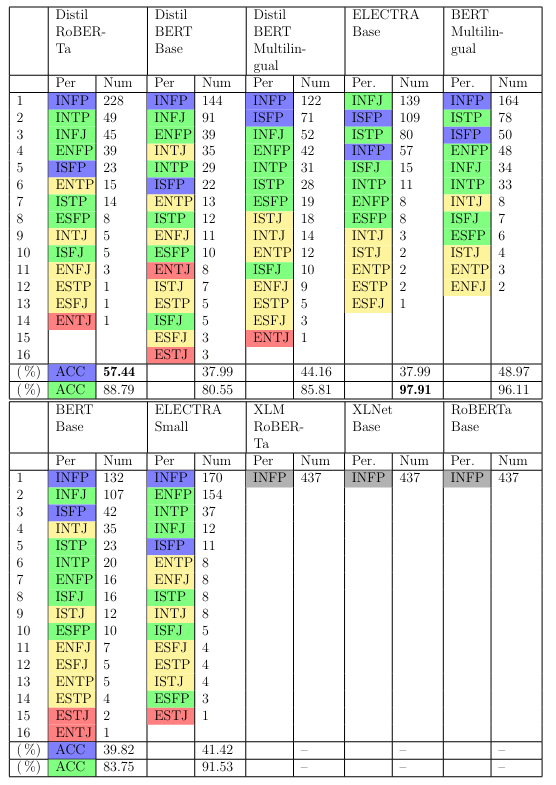 Distil Distil Distil ELECTRA BERT
RoBER- BERT BERT Base Multilin-
Ta Base Multilin- gual
gual
Per Num Per Num Per Num Per. Num Per. Num
1 INFP 228 INFP 144 INFP 122 INFJ 139 INFP 164
2 INTP 49 INFJ 91 ISFP 71 ISFP 109 ISTP 78
3 INFJ 45 ENFP 39 INFJ 52 ISTP 80 ISFP 50
4 ENFP 39 INTJ 35 ENFP 42 INFP 57 ENFP 48
5 ISFP 23 INTP 29 INTP 31 ISFJ 15 INFJ 34
6 ENTP 15 ISFP 22 ISTP 28 INTP 11 INTP 33
7 ISTP 14 ENTP 13 ESFP 19 ENFP 8 INTJ 8
8 ESFP 8 ISTP 12 ISTJ 18 ESFP 8 ISFJ 7
9 INTJ 5 ENFJ 11 INTJ 14 INTJ 3 ESFP 6
10 ISFJ 5 ESFP 10 ENTP 12 ISTJ 2 ISTJ 4
11 ENFJ 3 ENTJ 8 ISFJ 10 ENTP 2 ENTP 3
12 ESTP 1 ISTJ 7 ENFJ 9 ESTP 2 ENFJ 2
13 ESFJ 1 ESTP 5 ESTP 5 ESFJ 1
14 ENTJ 1 ISFJ 5 ESFJ 3
15 ESFJ 3 ENTJ 1
16 ESTJ 3
(%) ACC 57.44 37.99 44.16 37.99 48.97
(%) ACC 88.79 80.55 85.81 97.91 96.11
BERT ELECTRA XLM XLNet RoBERTa
Base Small RoBER- Base Base
Ta
Per Num Per Num Per Num Per. Num Per. Num
1 INFP 132 INFP 170 INFP 437 INFP 437 INFP 437
2 INFJ 107 ENFP 154
3 ISFP 42 INTP 37
4 INTJ 35 INFJ 12
5 ISTP 23 ISFP 11
6 INTP 20 ENTP 8
7 ENFP 16 ENFJ 8
8 ISFJ 16 ISTP 8
9 ISTJ 12 INTJ 8
10 ESFP 10 ISFJ 5
11 ENFJ 7 ESFJ 4
12 ESFJ 5 ESTP 4
13 ENTP 5 ISTJ 4
14 ESTP 4 ESFP 3
15 ESTJ 2 ESTJ 1
16 ENTJ 1
(%) ACC 39.82 41.42 – – –
(%) ACC 83.75 91.53 – – –